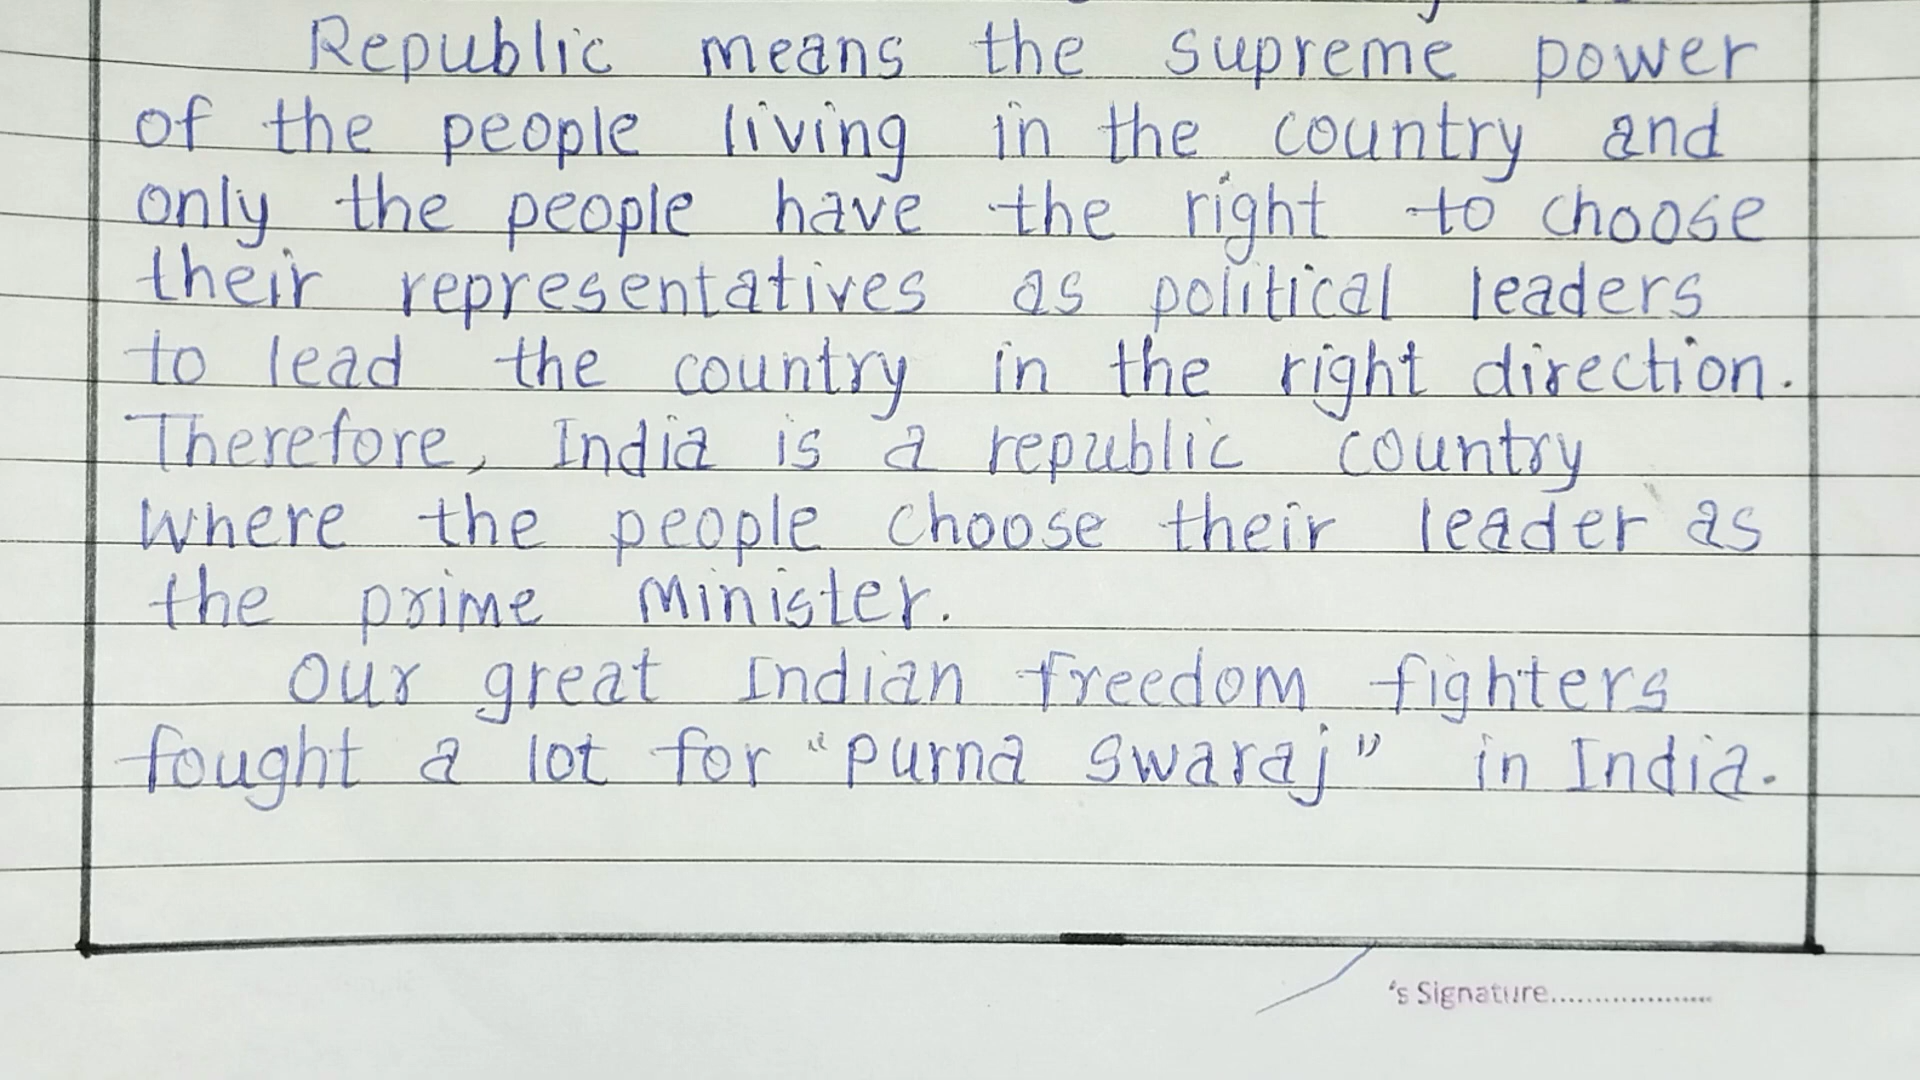 Republic means the supreme power
of the people living in the country and
only the people have the right to choose
their representatives as political leaders
to lead the country in the right direction.
Therefore, India is a republic country
where the people choose their leader as
the prime minister.
Our great Indian freedom fighters
fought a lot for "purna swaraj" in India.
's Signature....................